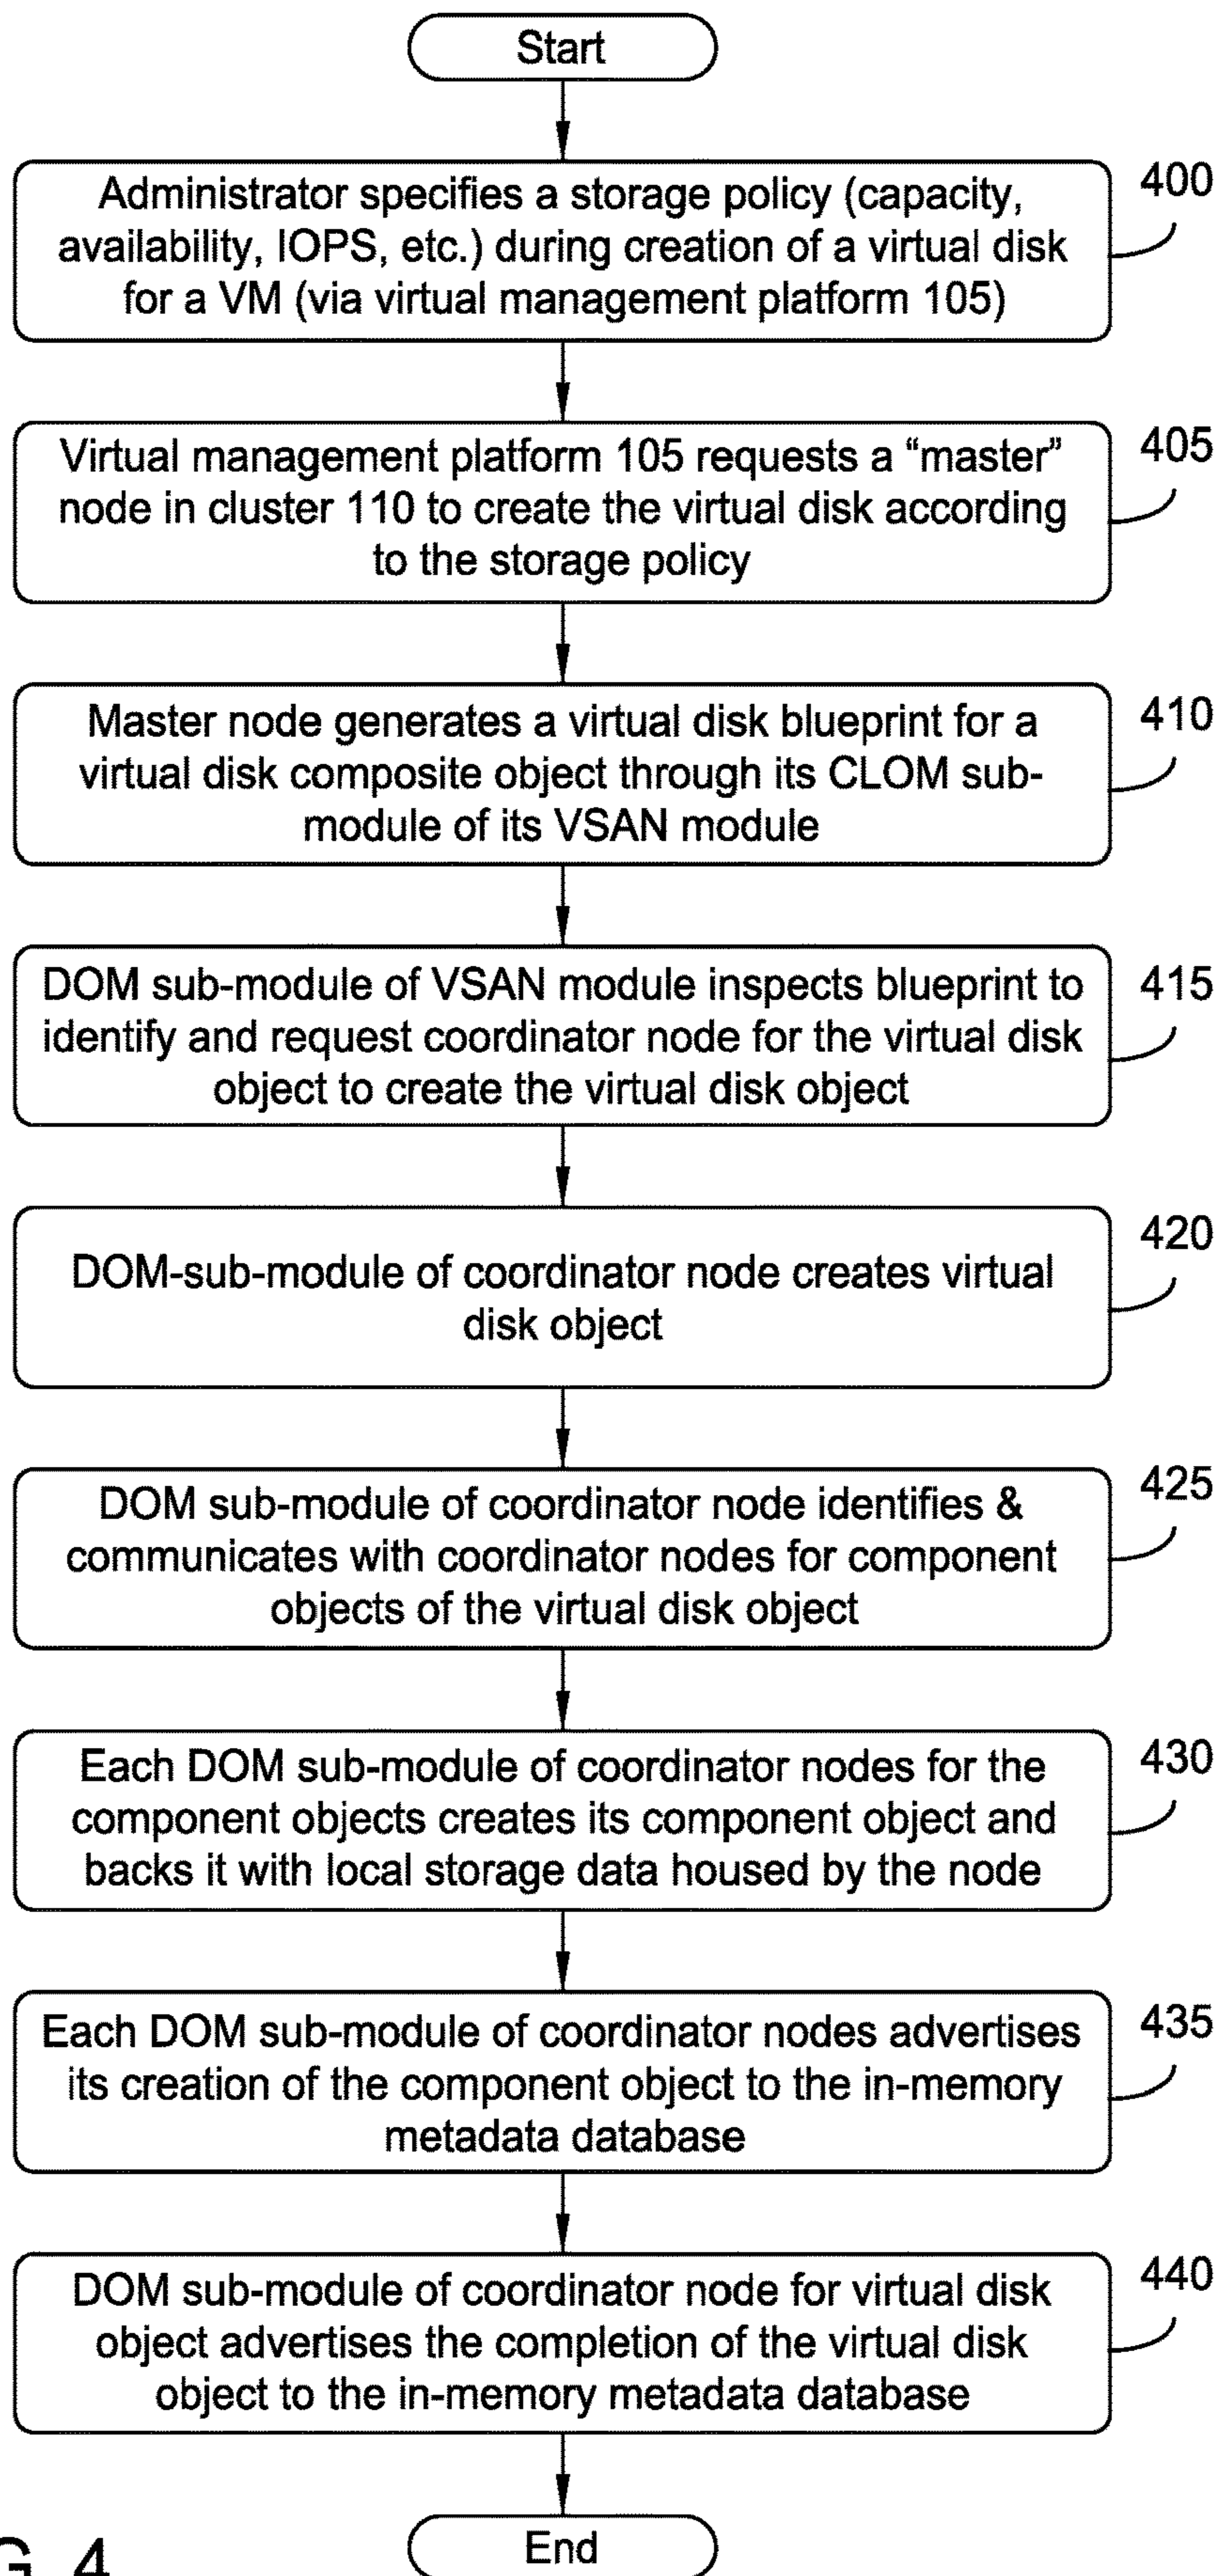 Start
Administrator specifies a storage policy (capacity,
availability, IOPS, etc.) during creation of a virtual disk
for a VM (via virtual management platform 105)
400
Virtual management platform 105 requests a “master”
node in cluster 110 to create the virtual disk according
to the storage policy
405
Master node generates a virtual disk blueprint for a
virtual disk composite object through its CLOM sub-
module of its VSAN module
410
DOM sub-module of VSAN module inspects blueprint to
identify and request coordinator node for the virtual disk
object to create the virtual disk object
415
DOM-sub-module of coordinator node creates virtual
disk object
420
DOM sub-module of coordinator node identifies &
communicates with coordinator nodes for component
objects of the virtual disk object
425
Each DOM sub-module of coordinator nodes for the
component objects creates its component object and
backs it with local storage data housed by the node
430
Each DOM sub-module of coordinator nodes advertises
its creation of the component object to the in-memory
metadata database
435
DOM sub-module of coordinator node for virtual disk
object advertises the completion of the virtual disk
object to the in-memory metadata database
440
End
G. 4